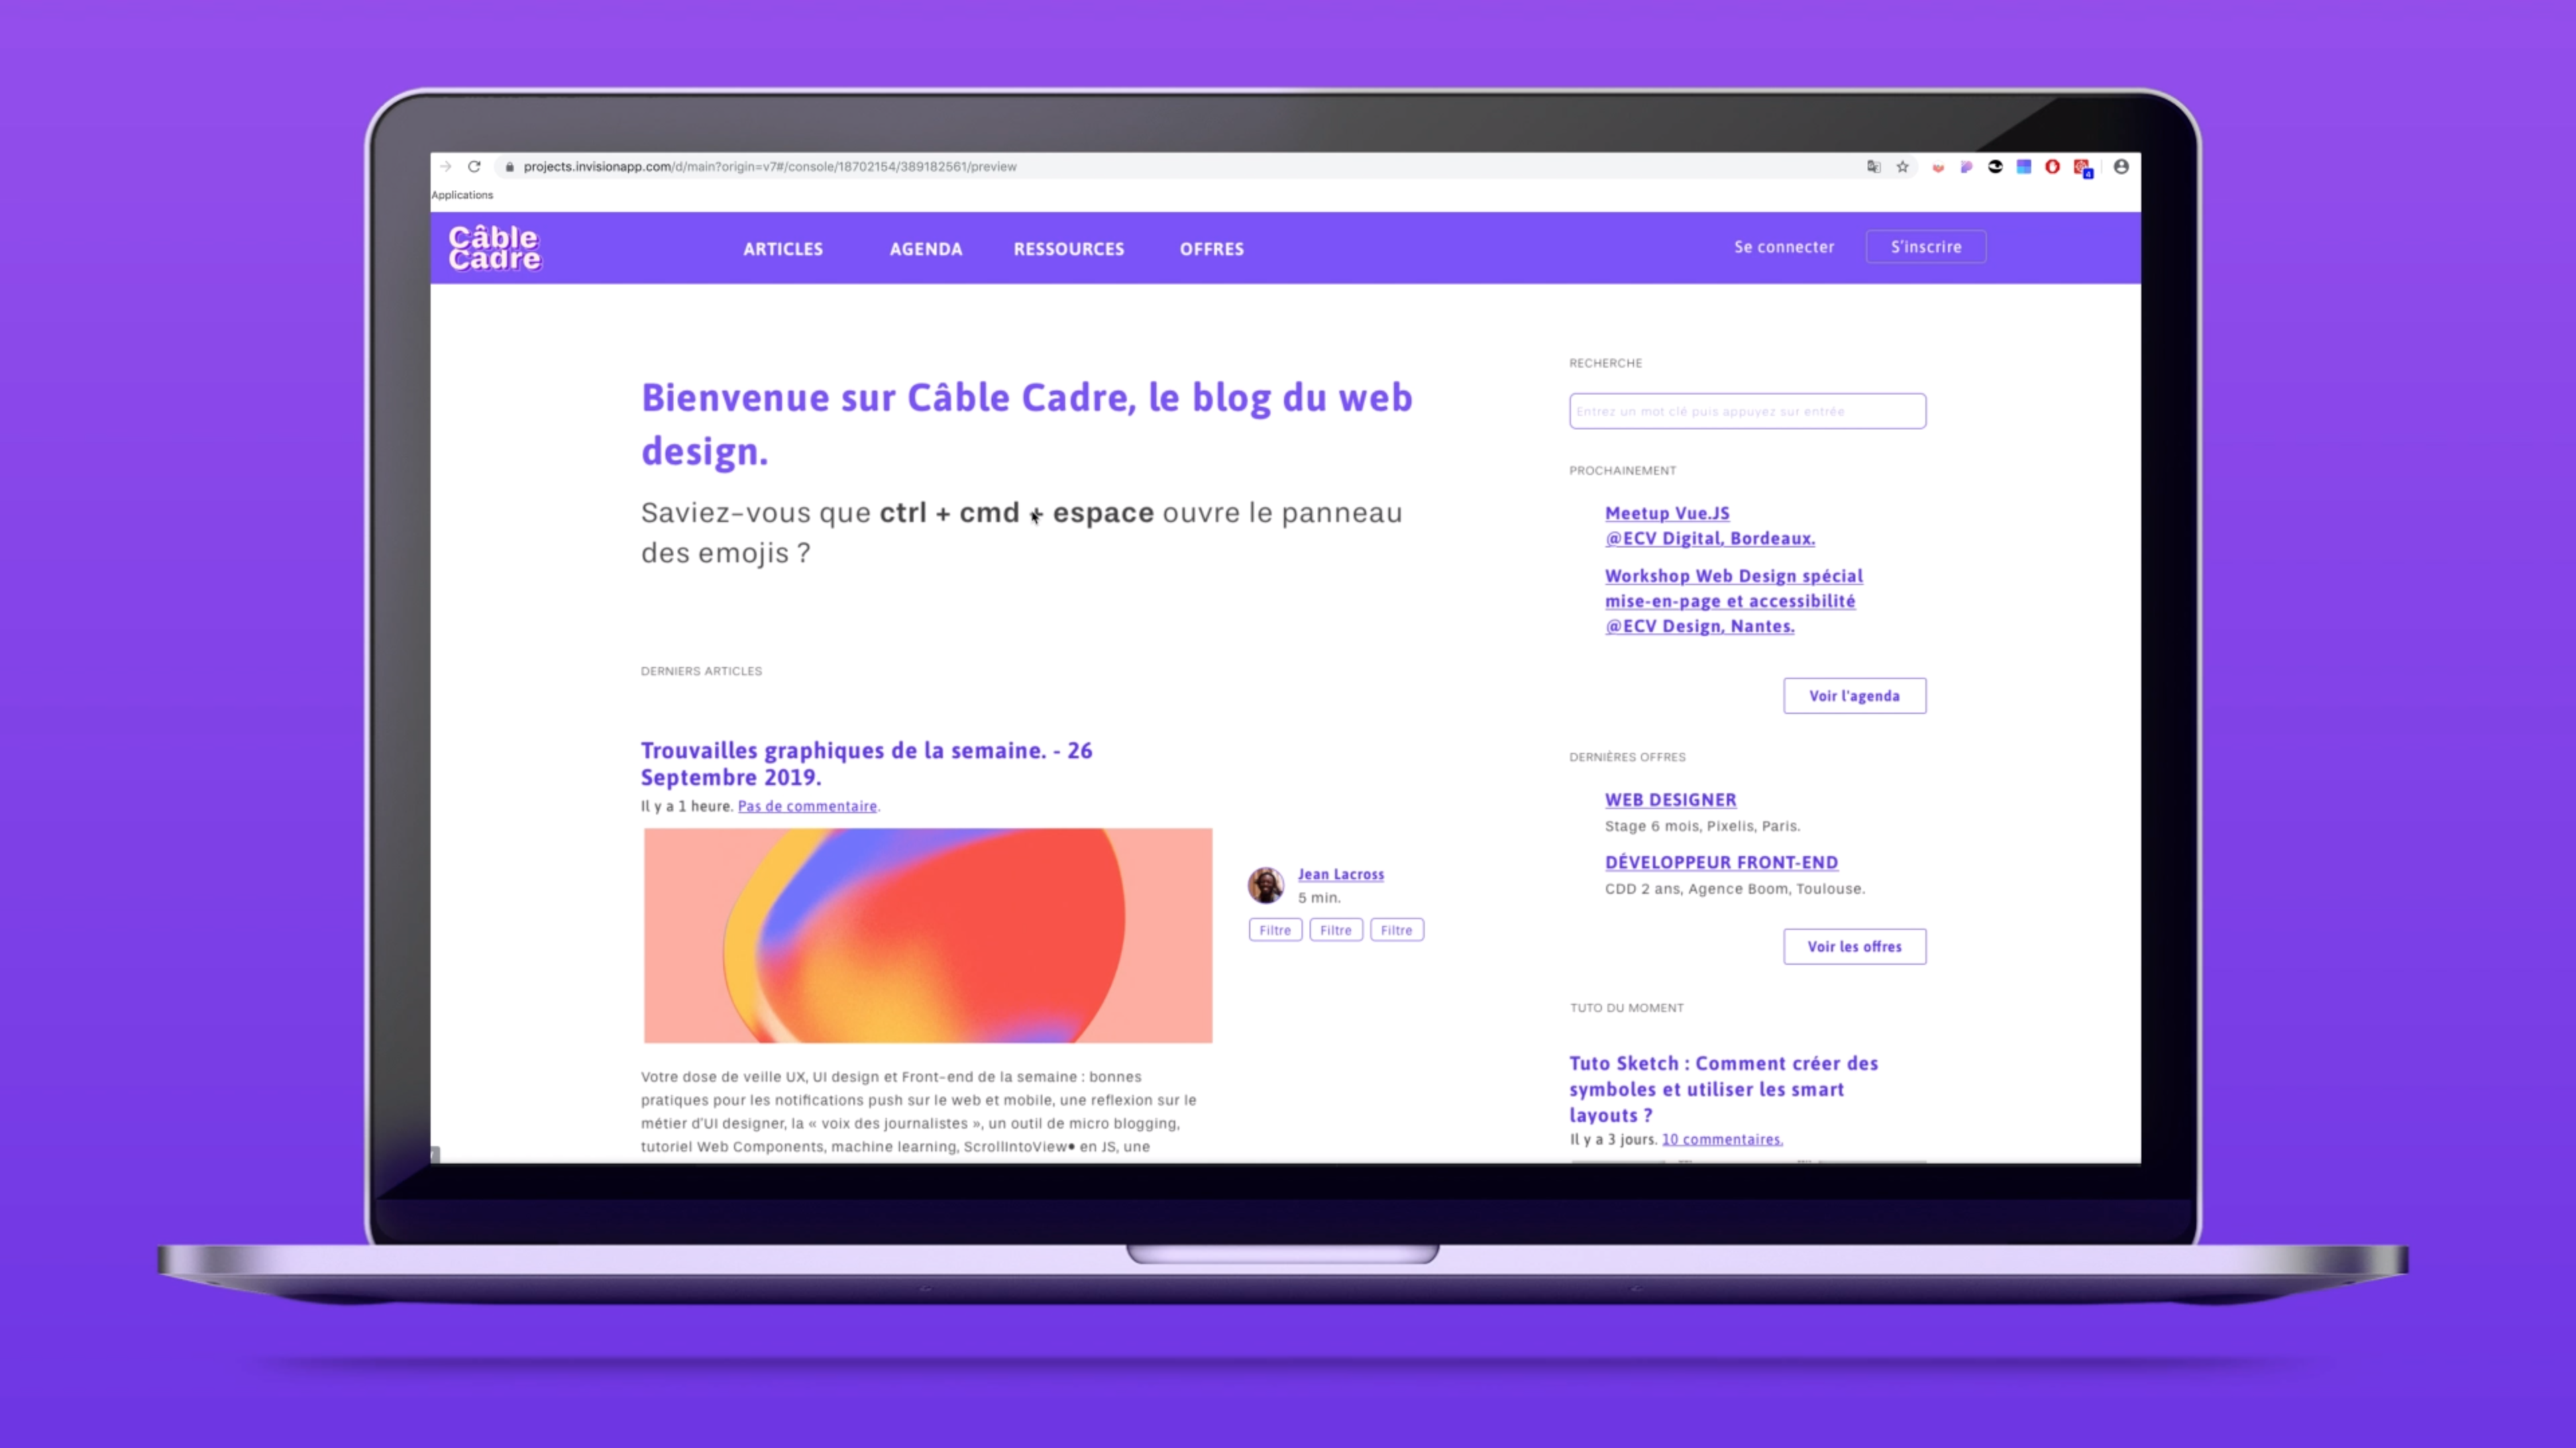 projects.invisionapp.com/d/main?origin=v7#/console/18702154/389182561/preview
4
Applications
Câble
Cadre
ARTICLES
AGENDA
RESSOURCES
OFFRES
Se connecter
S'inscrire
Bienvenue sur Câble Cadre, le blog du web
design.
Saviez-vous que ctrl + cmd + espace ouvre le panneau
des emojis ?
DERNIERS ARTICLES
Trouvailles graphiques de la semaine. - 26
Septembre 2019.
Il y a 1 heure. Pas de commentaire.
Jean Lacross
5 min.
Filtre
Filtre
Filtre
Votre dose de veille UX, UI design et Front-end de la semaine : bonnes
pratiques pour les notifications push sur le web et mobile, une reflexion sur le
métier d'UI designer, la « voix des journalistes », un outil de micro blogging,
tutoriel Web Components, machine learning, ScrollIntoView• en JS, une
RECHERCHE
Entrez un mot clé puis appuyez sur entrée
PROCHAINEMENT
Meetup Vue.JS
@ECV Digital, Bordeaux.
Workshop Web Design spécial
mise-en-page et accessibilité
@ECV Design, Nantes.
Voir l'agenda
DERNIÈRES OFFRES
WEB DESIGNER
Stage 6 mois, Pixelis, Paris.
DÉVELOPPEUR FRONT-END
CDD 2 ans, Agence Boom, Toulouse.
Voir les offres
TUTO DU MOMENT
Tuto Sketch : Comment créer des
symboles et utiliser les smart
layouts ?
Il y a 3 jours. 10 commentaires.